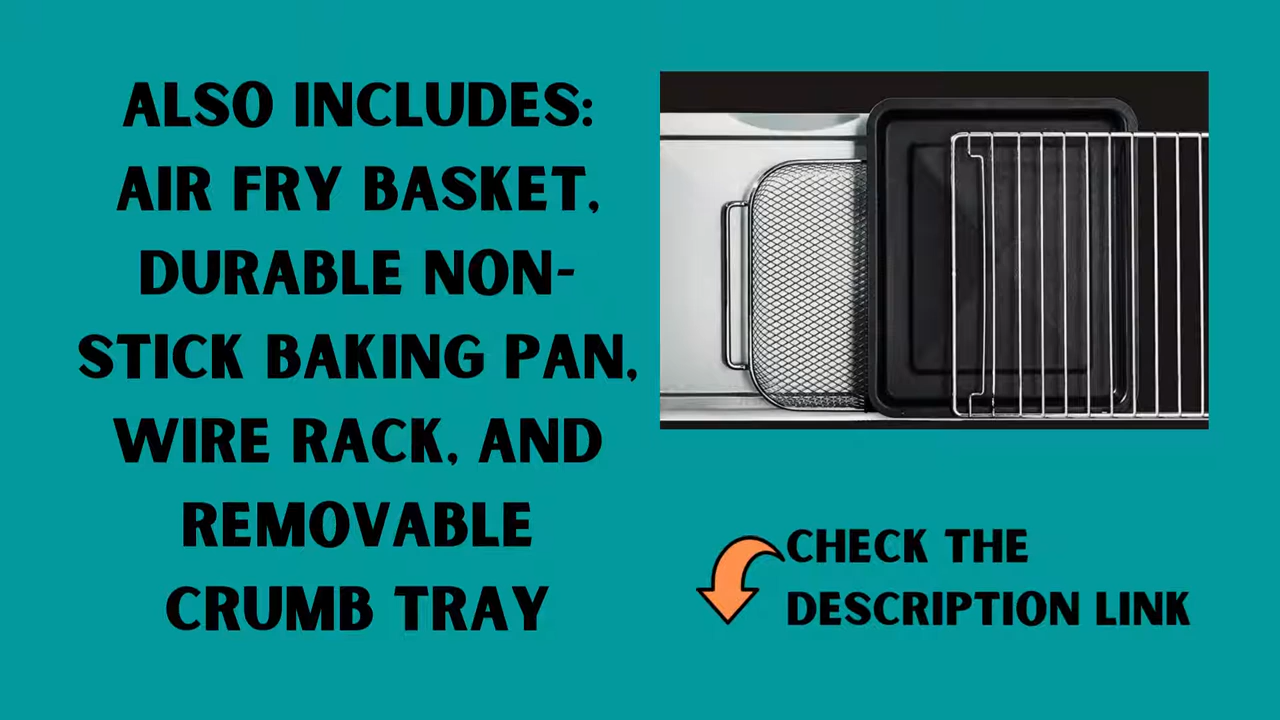 ALSO INCLUDES:
AIR FRY BASKET,
DURABLE NON-
STICK BAKING PAN,
WIRE RACK, AND
REMOVABLE
CRUMB TRAY
CHECK THE
DESCRIPTION LINK